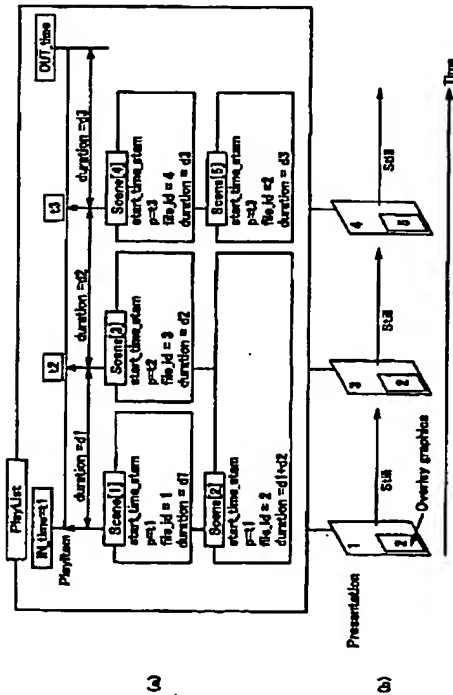 PlayList
IN_time=t1
t2
t3
OUT_time
PlayItem
duration =d1
duration =d2
duration =d3
(a)
Scene[1]
start_time_stam
p=t1
file_id = 1
duration = d1
Scene[3]
start_time_stam
p=t2
file_id = 3
duration = d2
Scene[4]
start_time_stam
p=t3
file_id = 4
duration = d3
Scene[2]
start_time_stam
p=t1
file_id = 2
duration =d1+d2
Scene[5]
start_time_stam
p=t3
file_id = 2
duration = d3
(b)
Presentation
1
2
Still
3
2
Still
4
5
Still
Overlay graphics
Time